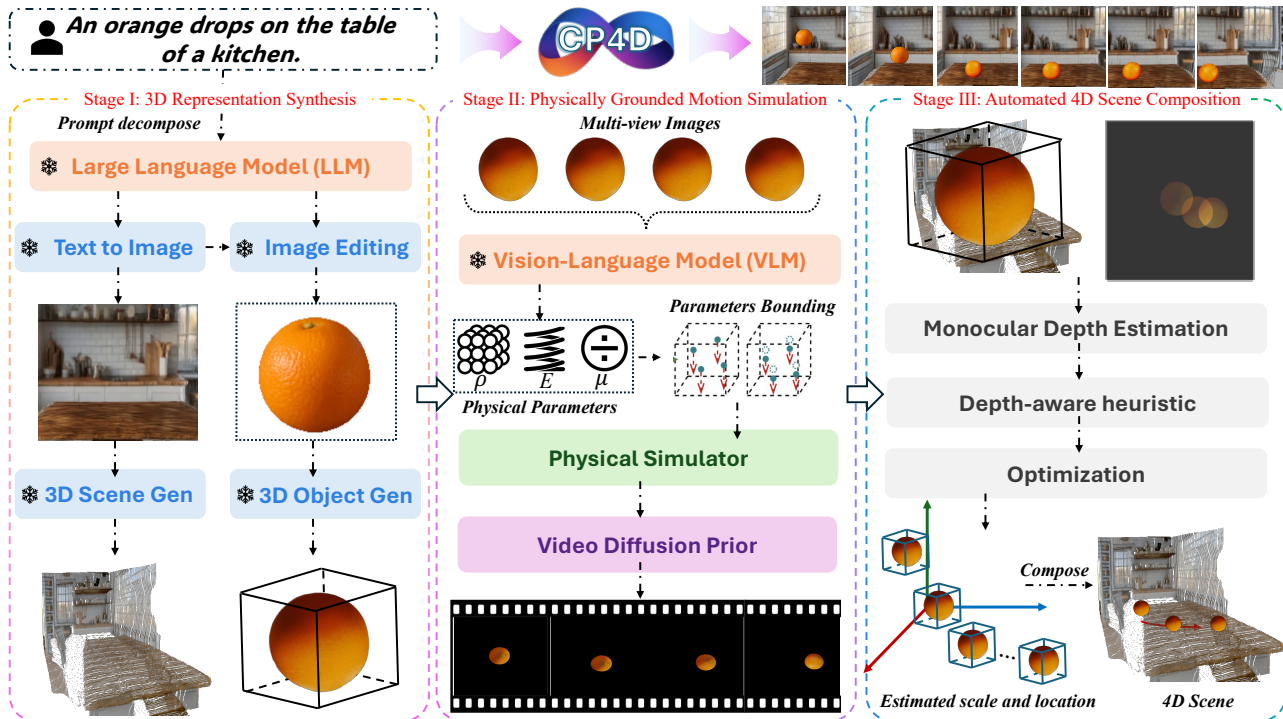 An orange drops on the table
of a kitchen.
CP4D
Stage I: 3D Representation Synthesis
Prompt decompose
Large Language Model (LLM)
Text to Image
Image Editing
3D Scene Gen
3D Object Gen
Stage II: Physically Grounded Motion Simulation
Multi-view Images
Vision-Language Model (VLM)
Parameters Bounding
ρ E μ
Physical Parameters
Physical Simulator
Video Diffusion Prior
Stage III: Automated 4D Scene Composition
Monocular Depth Estimation
Depth-aware heuristic
Optimization
Compose
Estimated scale and location
4D Scene